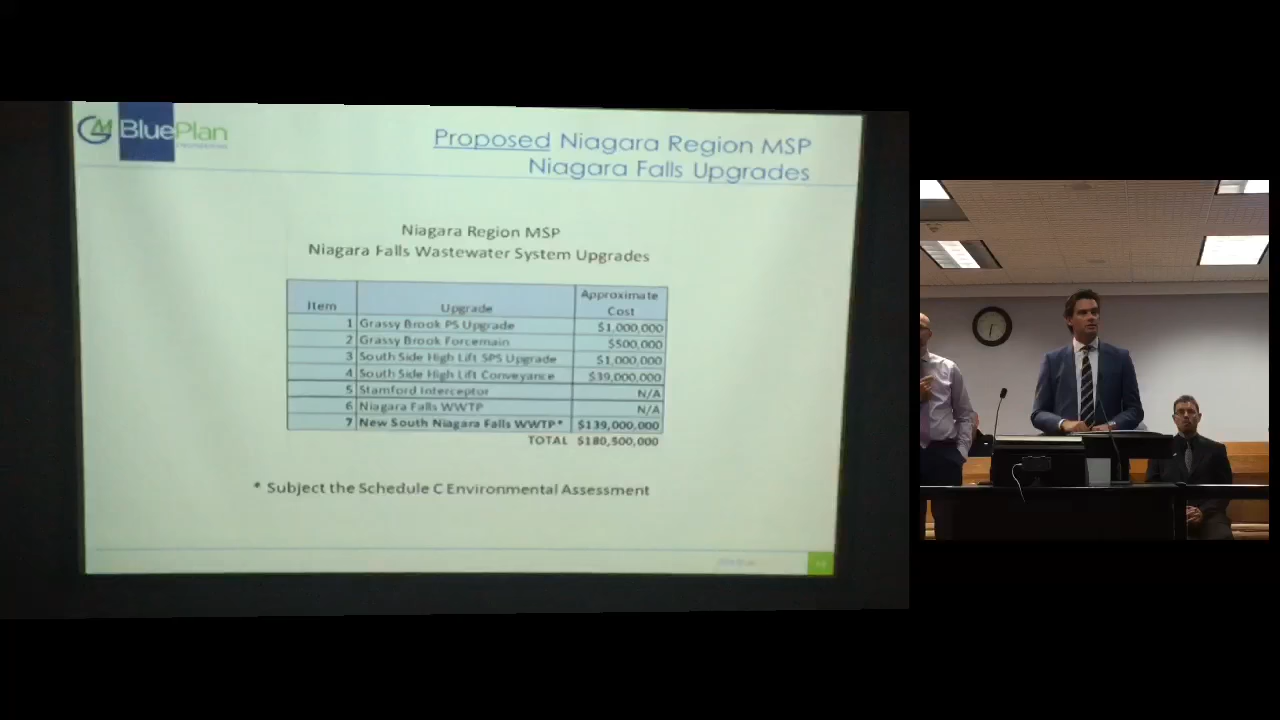 GM BluePlan
Proposed Niagara Region MSP
Niagara Falls Upgrades
Niagara Region MSP
Niagara Falls Wastewater System Upgrades
Item Upgrade Approximate Cost
1 Grassy Brook PS Upgrade $1,000,000
2 Grassy Brook Forcemain $500,000
3 South Side High Lift SPS Upgrade $1,000,000
4 South Side High Lift Conveyance $39,000,000
5 Stamford Interceptor N/A
6 Niagara Falls WWTP N/A
7 New South Niagara Falls WWTP* $139,000,000
TOTAL $180,500,000
* Subject the Schedule C Environmental Assessment